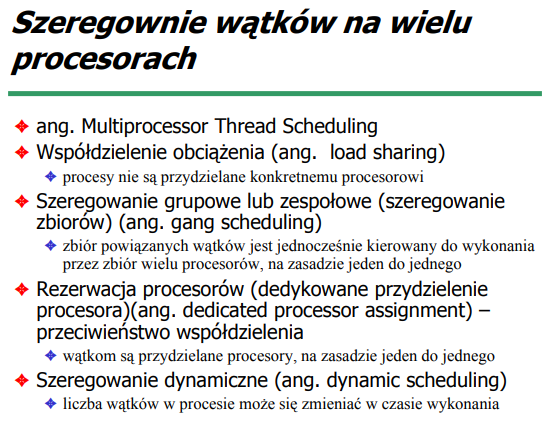 Szeregownie wątków na wielu
procesorach
ang. Multiprocessor Thread Scheduling
Współdzielenie obciążenia (ang. load sharing)
procesy nie są przydzielane konkretnemu procesorowi
Szeregowanie grupowe lub zespołowe (szeregowanie
zbiorów) (ang. gang scheduling)
zbiór powiązanych wątków jest jednocześnie kierowany do wykonania
przez zbiór wielu procesorów, na zasadzie jeden do jednego
Rezerwacja procesorów (dedykowane przydzielenie
procesora)(ang. dedicated processor assignment) –
przeciwieństwo współdzielenia
wątkom są przydzielane procesory, na zasadzie jeden do jednego
Szeregowanie dynamiczne (ang. dynamic scheduling)
liczba wątków w procesie może się zmieniać w czasie wykonania